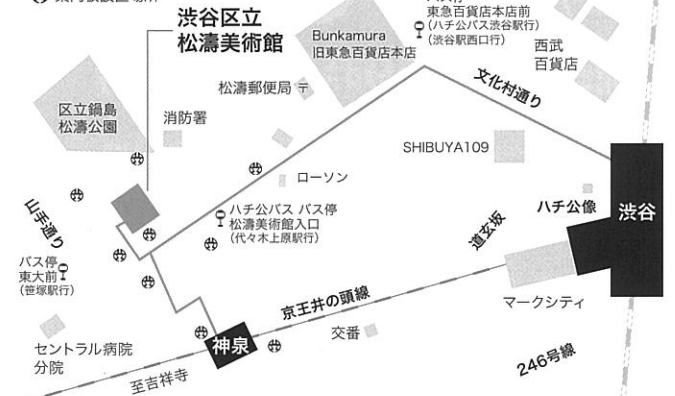 渋谷区立
松濤美術館
Bunkamura
旧東急百貨店本店
東急百貨店本店前
(ハチ公バス渋谷駅行)
(渋谷駅西口行)
西武
百貨店
文化村通り
松濤郵便局〒
区立鍋島
松濤公園
消防署
SHIBUYA109
ローソン
山手通り
ハチ公バス バス停
松濤美術館入口
(代々木上原駅行)
道玄坂
ハチ公像
渋谷
バス停
東大前
(笹塚駅行)
マークシティ
京王井の頭線
交番
神泉
セントラル病院
分院
至吉祥寺
246号線